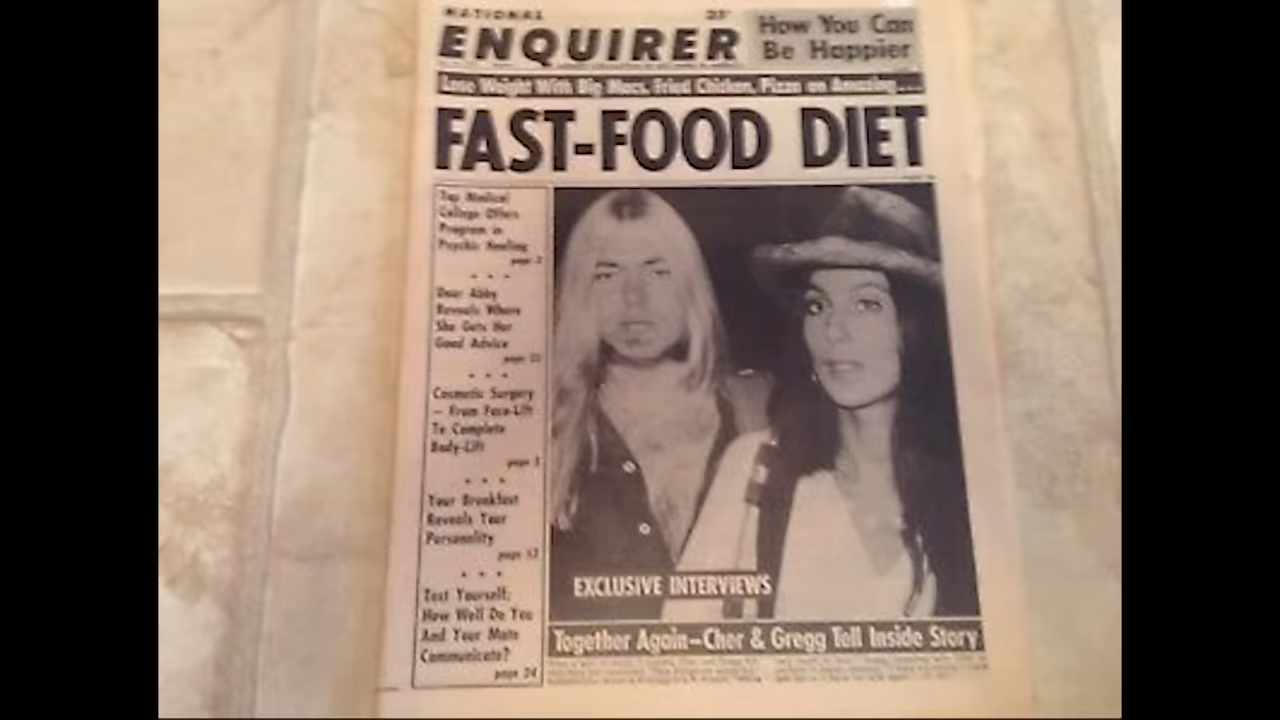 NATIONAL
ENQUIRER
How You Can
Be Happier
Lose Weight With Big Macs, Fried Chicken, Pizza on Amazing....
FAST-FOOD DIET
Top Medical
College Offers
Program in
Psychic Healing
page 2
Dear Abby
Reveals Where
She Gets Her
Good Advice
page
Cosmetic Surgery
— From Face-Lift
To Complete
Body-Lift
page
Your Breakfast
Reveals Your
Personality
page
Test Yourself:
How Well Do You
And Your Mate
Communicate?
page 24
EXCLUSIVE INTERVIEWS
Together Again—Cher & Gregg Tell Inside Story